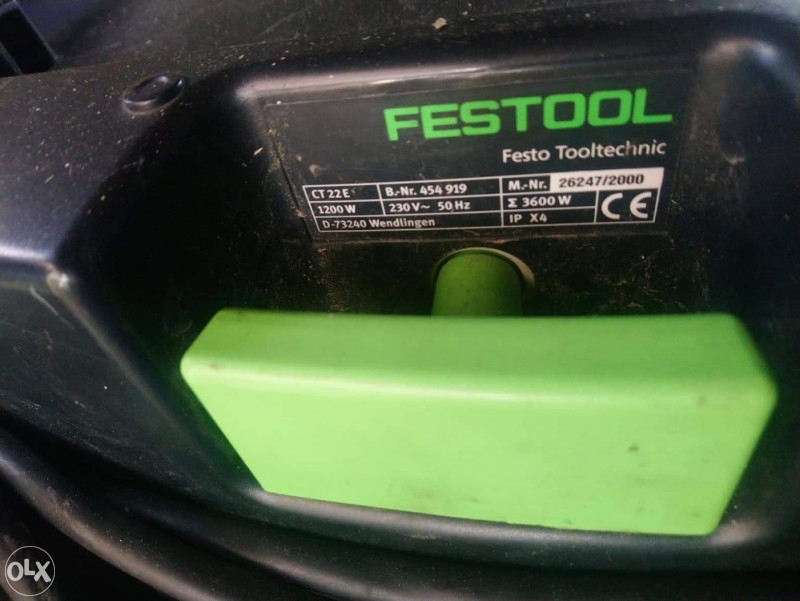 FESTOOL
Festo Tooltechnic
CT 22 E B.-Nr. 454 919 M.-Nr. 26247/2000
1200 W 230 V~ 50 Hz Σ 3600 W CE
D-73240 Wendlingen IP X4
OLX